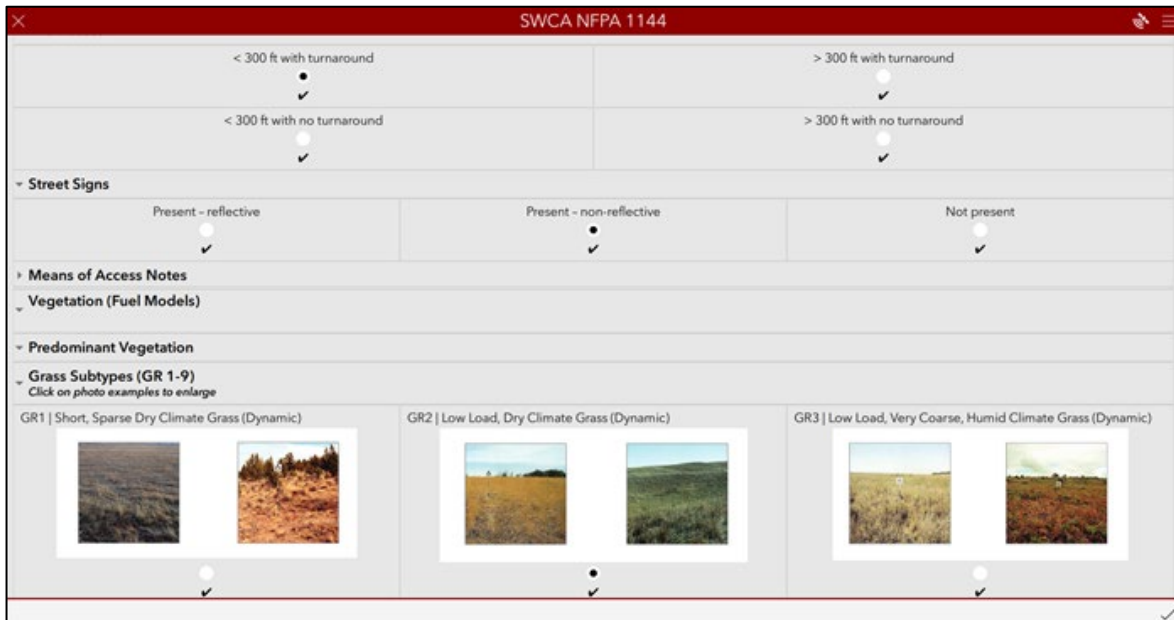 SWCA NFPA 1144
< 300 ft with turnaround
> 300 ft with turnaround
< 300 ft with no turnaround
> 300 ft with no turnaround
Street Signs
Present - reflective
Present - non-reflective
Not present
Means of Access Notes
Vegetation (Fuel Models)
Predominant Vegetation
Grass Subtypes (GR 1-9)
Click on photo examples to enlarge
GR1 | Short, Sparse Dry Climate Grass (Dynamic)
GR2 | Low Load, Dry Climate Grass (Dynamic)
GR3 | Low Load, Very Coarse, Humid Climate Grass (Dynamic)